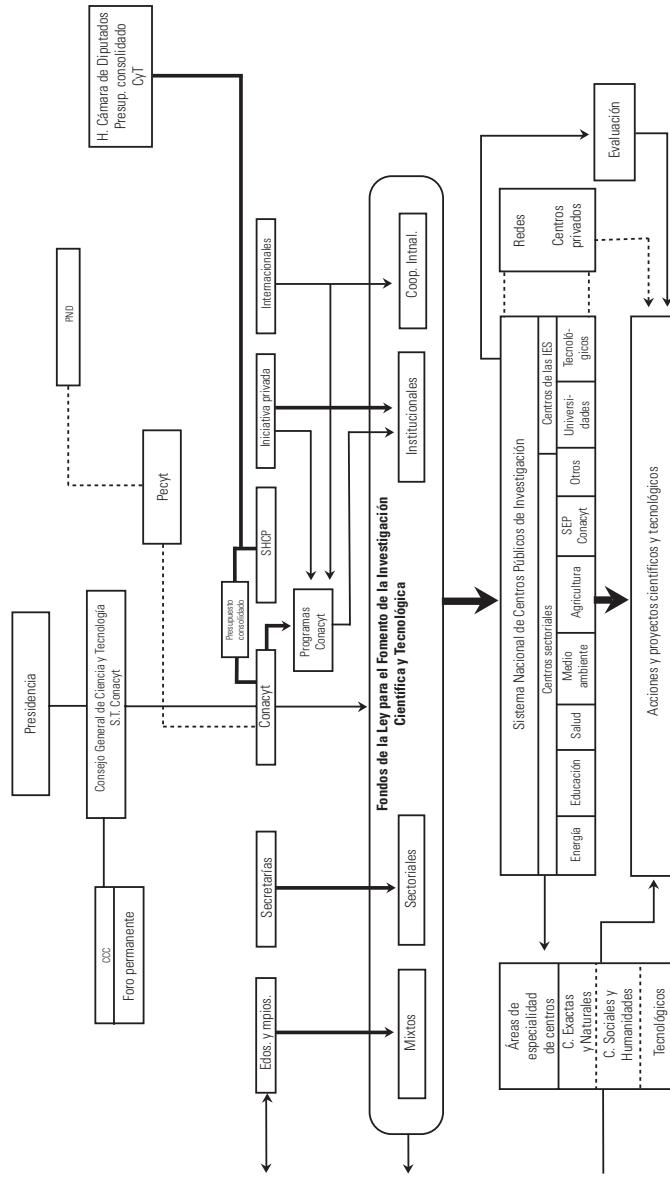 Presidencia
Consejo General de Ciencia y Tecnología
S.T. Conacyt
CCC
Foro permanente
Pecyt
PND
H. Cámara de Diputados
Presup. consolidado
CyT
Edos. y mpios.
Secretarías
Conacyt
Presupuesto
consolidado
SHCP
Iniciativa privada
Internacionales
Programas
Conacyt
Fondos de la Ley para el Fomento de la Investigación
Científica y Tecnológica
Mixtos
Sectoriales
Institucionales
Coop. Intnal.
Áreas de
especialidad
de centros
C. Exactas
y Naturales
C. Sociales y
Humanidades
Tecnológicos
Sistema Nacional de Centros Públicos de Investigación
Centros sectoriales
Centros de las IES
Energía
Educación
Salud
Medio
ambiente
Agricultura
SEP
Conacyt
Otros
Universi-
dades
Tecnoló-
gicos
Redes
Centros
privados
Evaluación
Acciones y proyectos científicos y tecnológicos